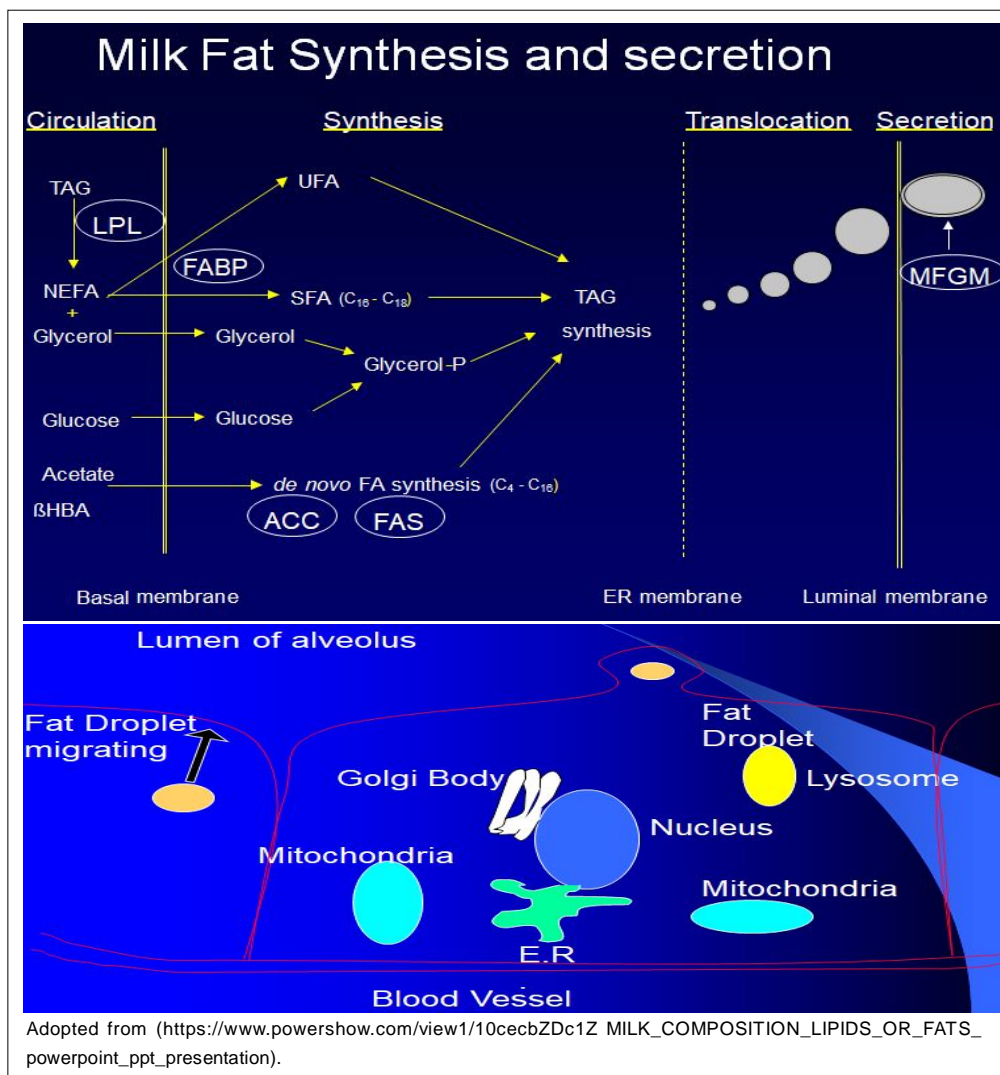 Milk Fat Synthesis and secretion
Circulation
Synthesis
Translocation
Secretion
TAG
LPL
UFA
FABP
NEFA
+
Glycerol
SFA (C16 - C18)
TAG
synthesis
MFGM
Glycerol
Glycerol-P
Glucose
Glucose
Acetate
ßHBA
de novo FA synthesis (C4 - C16)
ACC
FAS
Basal membrane
ER membrane
Luminal membrane
Lumen of alveolus
Fat Droplet
migrating
Fat
Droplet
Golgi Body
Lysosome
Nucleus
Mitochondria
Mitochondria
E.R
Blood Vessel
Adopted from (https://www.powershow.com/view1/10cecbZDc1Z MILK_COMPOSITION_LIPIDS_OR_FATS_
powerpoint_ppt_presentation).